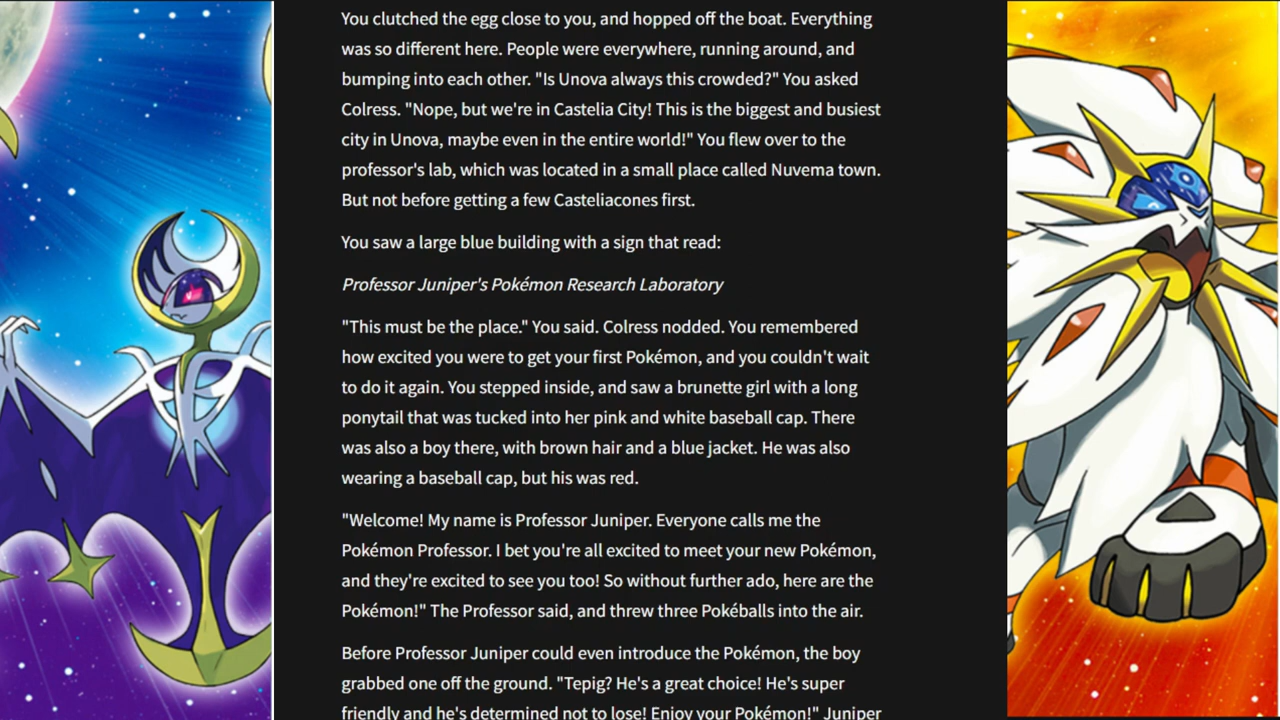 You clutched the egg close to you, and hopped off the boat. Everything
was so different here. People were everywhere, running around, and
bumping into each other. "Is Unova always this crowded?" You asked
Colress. "Nope, but we're in Castelia City! This is the biggest and busiest
city in Unova, maybe even in the entire world!" You flew over to the
professor's lab, which was located in a small place called Nuvema town.
But not before getting a few Casteliacones first.
You saw a large blue building with a sign that read:
Professor Juniper's Pokémon Research Laboratory
"This must be the place." You said. Colress nodded. You remembered
how excited you were to get your first Pokémon, and you couldn't wait
to do it again. You stepped inside, and saw a brunette girl with a long
ponytail that was tucked into her pink and white baseball cap. There
was also a boy there, with brown hair and a blue jacket. He was also
wearing a baseball cap, but his was red.
"Welcome! My name is Professor Juniper. Everyone calls me the
Pokémon Professor. I bet you're all excited to meet your new Pokémon,
and they're excited to see you too! So without further ado, here are the
Pokémon!" The Professor said, and threw three Pokéballs into the air.
Before Professor Juniper could even introduce the Pokémon, the boy
grabbed one off the ground. "Tepig? He's a great choice! He's super
friendly and he's determined not to lose! Enjoy your Pokémon!" Juniper